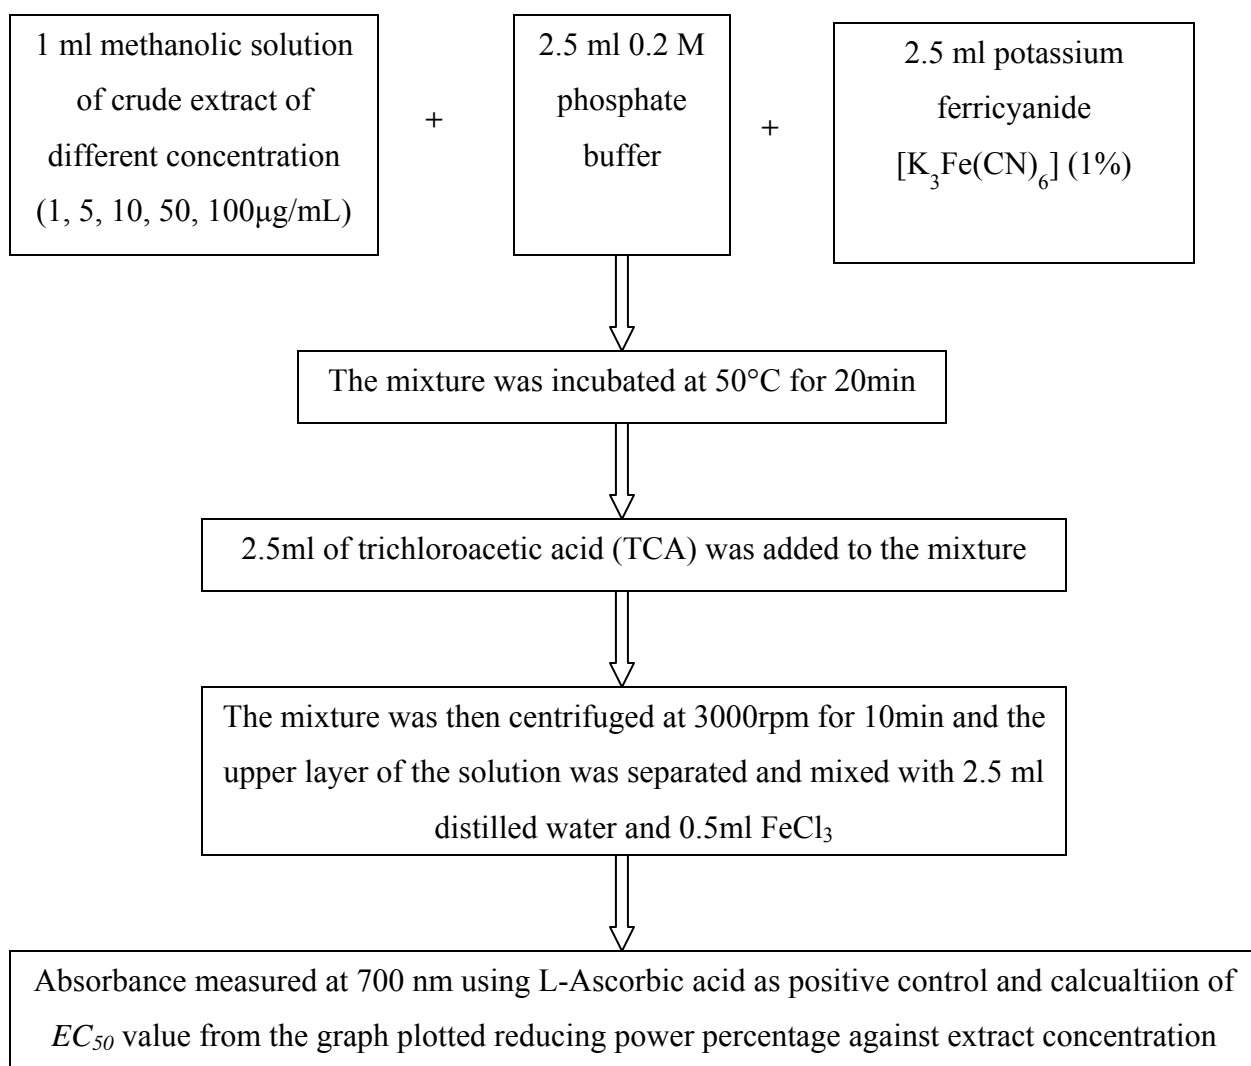 1 ml methanolic solution
of crude extract of
different concentration
(1, 5, 10, 50, 100μg/mL)
+
2.5 ml 0.2 M
phosphate
buffer
+
2.5 ml potassium
ferricyanide
[K₃Fe(CN)₆] (1%)
The mixture was incubated at 50°C for 20min
2.5ml of trichloroacetic acid (TCA) was added to the mixture
The mixture was then centrifuged at 3000rpm for 10min and the
upper layer of the solution was separated and mixed with 2.5 ml
distilled water and 0.5ml FeCl₃
Absorbance measured at 700 nm using L-Ascorbic acid as positive control and calcualtiion of
EC₅₀ value from the graph plotted reducing power percentage against extract concentration